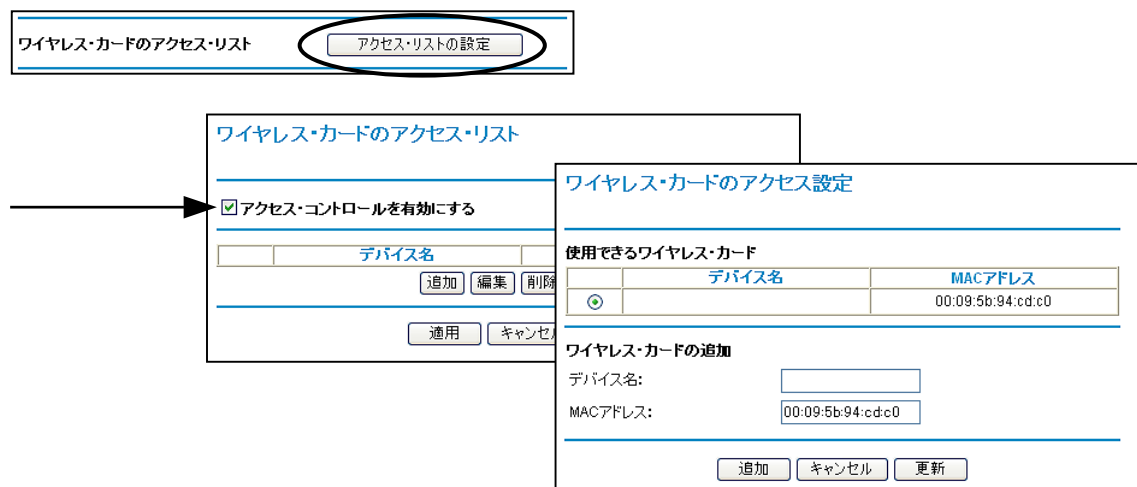 ワイヤレス・カードのアクセス・リスト
アクセス・リストの設定
ワイヤレス・カードのアクセス・リスト
アクセス・コントロールを有効にする
デバイス名
追加 編集 削除
適用 キャンセル
ワイヤレス・カードのアクセス設定
使用できるワイヤレス・カード
デバイス名 MACアドレス
00:09:5b:94:cd:c0
ワイヤレス・カードの追加
デバイス名:
MACアドレス: 00:09:5b:94:cd:c0
追加 キャンセル 更新